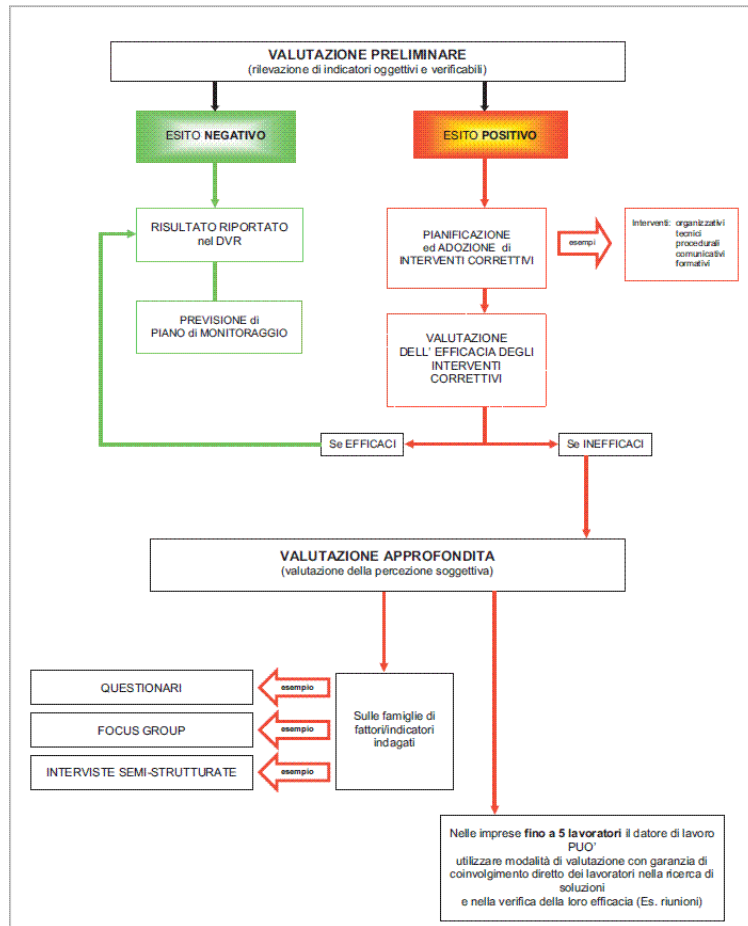 VALUTAZIONE PRELIMINARE
(rilevazione di indicatori oggettivi e verificabili)
ESITO NEGATIVO
ESITO POSITIVO
RISULTATO RIPORTATO
nel DVR
PIANIFICAZIONE
ed ADOZIONE di
INTERVENTI CORRETTIVI
esempi
Interventi: organizzativi
tecnici
procedurali
comunicativi
formativi
PREVISIONE di
PIANO di MONITORAGGIO
VALUTAZIONE
DELL' EFFICACIA DEGLI
INTERVENTI
CORRETTIVI
Se EFFICACI
Se INEFFICACI
VALUTAZIONE APPROFONDITA
(valutazione della percezione soggettiva)
QUESTIONARI
esempio
FOCUS GROUP
esempio
INTERVISTE SEMI-STRUTTURATE
esempio
Sulle famiglie di
fattori/indicatori
indagati
Nelle imprese fino a 5 lavoratori il datore di lavoro
PUO'
utilizzare modalità di valutazione con garanzia di
coinvolgimento diretto dei lavoratori nella ricerca di
soluzioni
e nella verifica della loro efficacia (Es. riunioni)